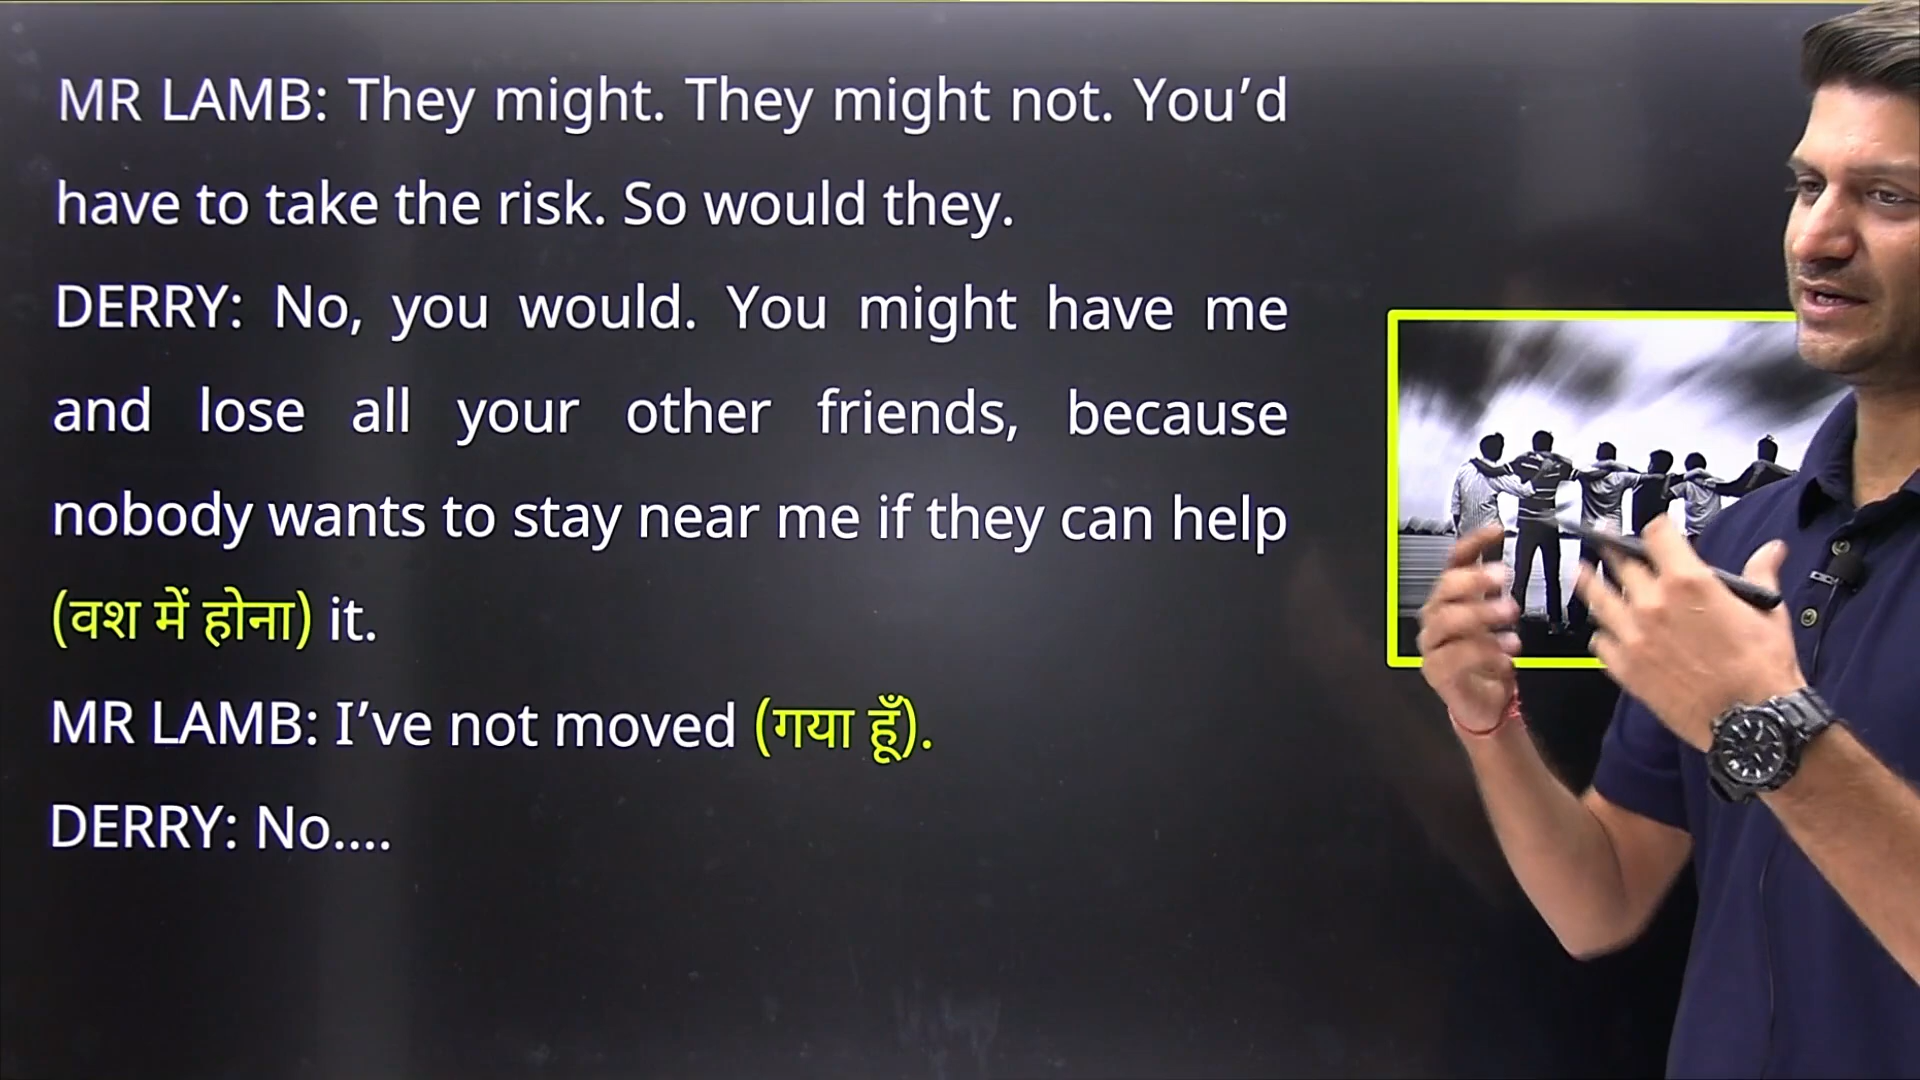 MR LAMB: They might. They might not. You’d
have to take the risk. So would they.
DERRY: No, you would. You might have me
and lose all your other friends, because
nobody wants to stay near me if they can help
(वश में होना) it.
MR LAMB: I’ve not moved (गया हूँ).
DERRY: No....